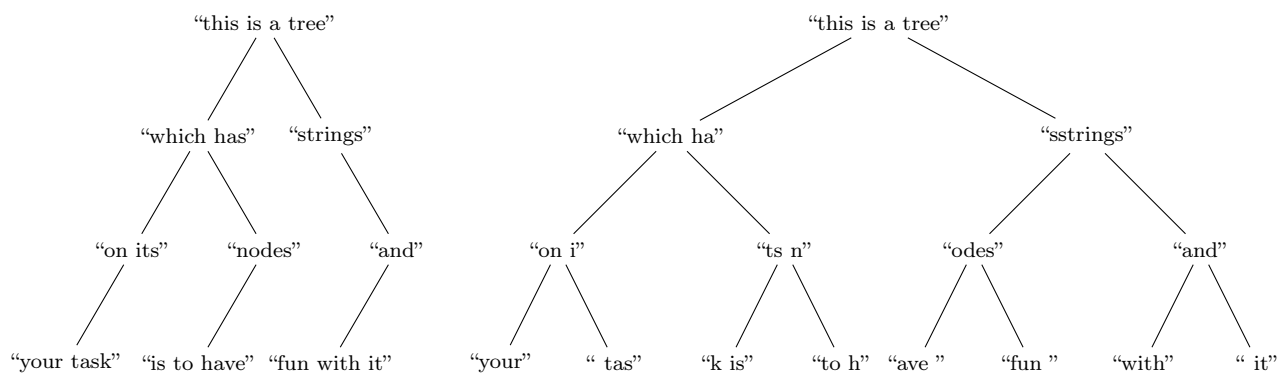 “this is a tree” “this is a tree”
“which has” “strings” “which ha” “sstrings”
“on its” “nodes” “and” “on i” “ts n” “odes” “and”
“your task” “is to have” “fun with it” “your” “ tas” “k is” “to h” “ave ” “fun ” “with” “ it”